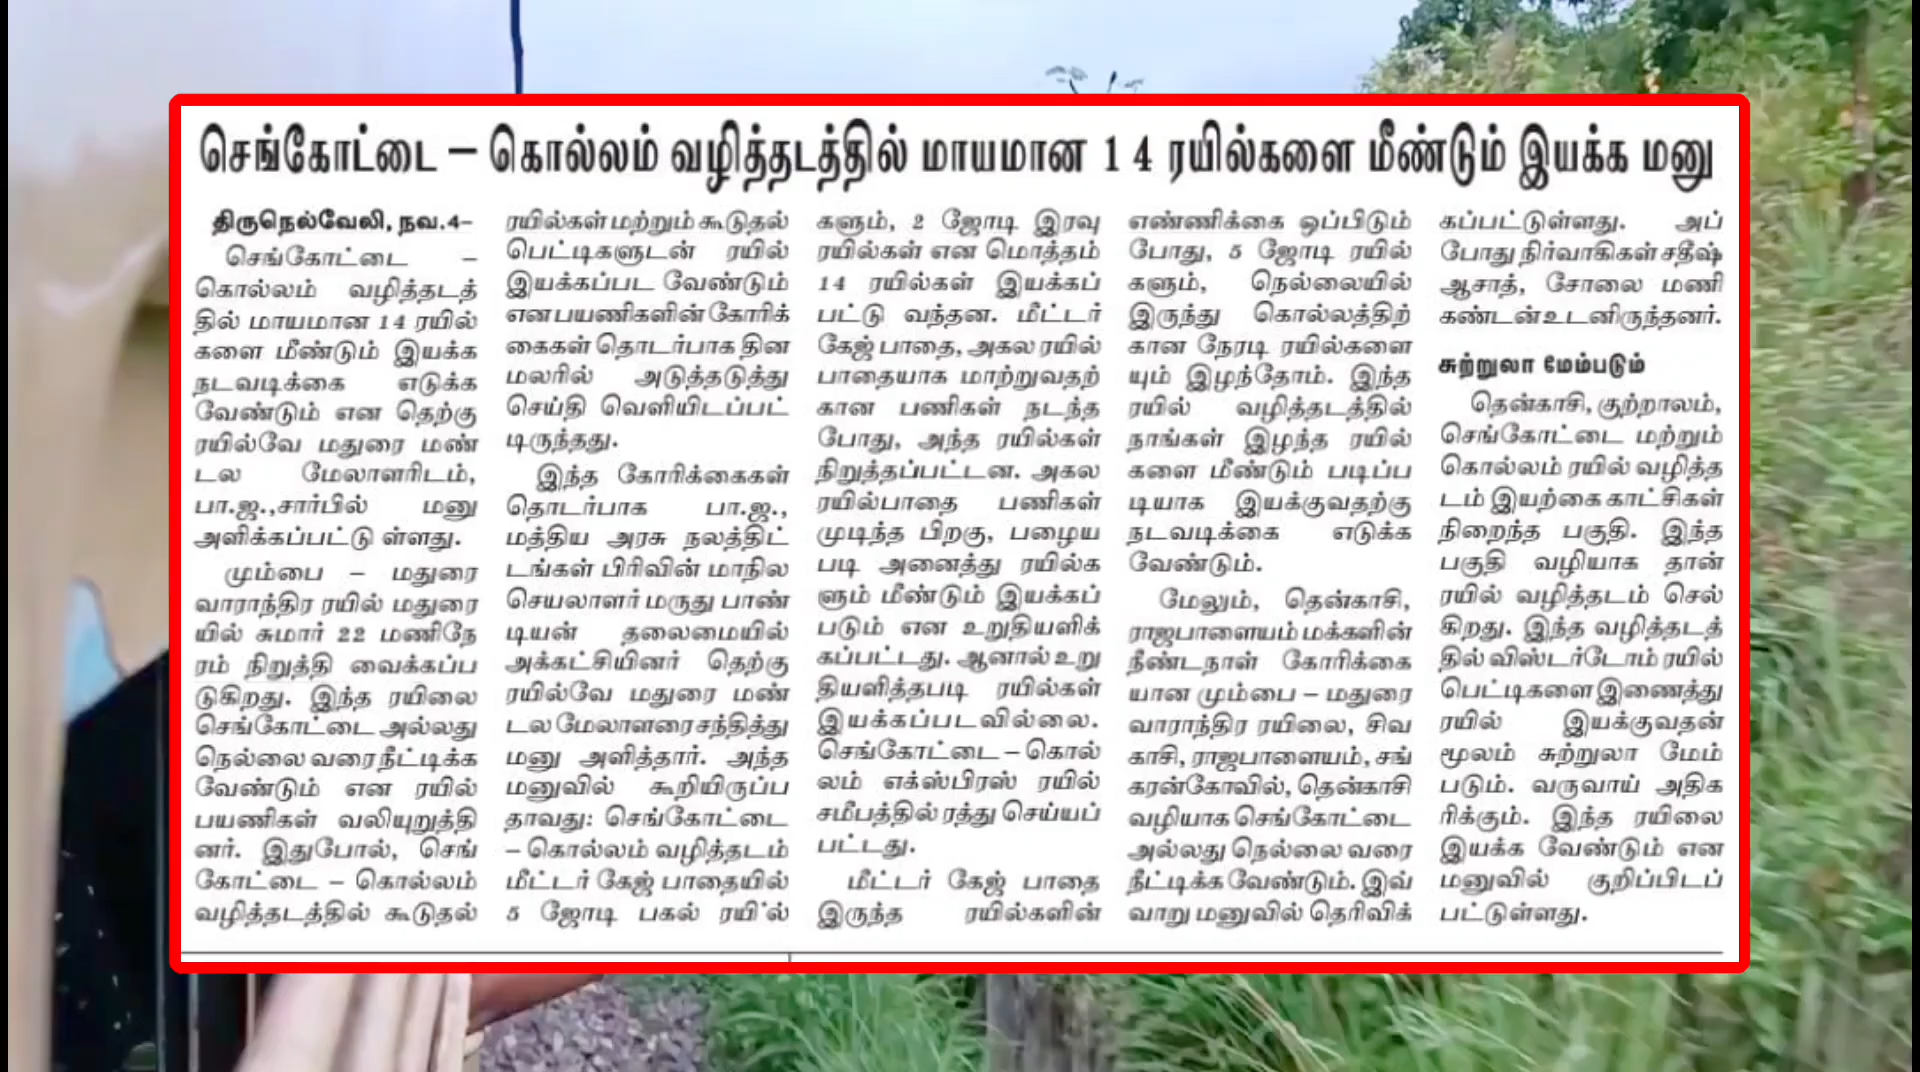 செங்கோட்டை – கொல்லம் வழித்தடத்தில் மாயமான 14 ரயில்களை மீண்டும் இயக்க மனு
திருநெல்வேலி, நவ.4–
செங்கோட்டை –
கொல்லம் வழித்தடத்
தில் மாயமான 14 ரயில்
களை மீண்டும் இயக்க
நடவடிக்கை எடுக்க
வேண்டும் என தெற்கு
ரயில்வே மதுரை மண்
டல மேலாளரிடம்,
பா.ஜ.,சார்பில் மனு
அளிக்கப்பட்டு ள்ளது.
மும்பை – மதுரை
வாராந்திர ரயில் மதுரை
யில் சுமார் 22 மணிநே
ரம் நிறுத்தி வைக்கப்ப
டுகிறது. இந்த ரயிலை
செங்கோட்டை அல்லது
நெல்லை வரை நீட்டிக்க
வேண்டும் என ரயில்
பயணிகள் வலியுறுத்தி
னர். இதுபோல், செங்
கோட்டை – கொல்லம்
வழித்தடத்தில் கூடுதல்
ரயில்கள் மற்றும் கூடுதல்
பெட்டிகளுடன் ரயில்
இயக்கப்பட வேண்டும்
என பயணிகளின் கோரிக்
கைகள் தொடர்பாக தின
மலரில் அடுத்தடுத்து
செய்தி வெளியிடப்பட்
டிருந்தது.
இந்த கோரிக்கைகள்
தொடர்பாக பா.ஜ.,
மத்திய அரசு நலத்திட்
டங்கள் பிரிவின் மாநில
செயலாளர் மருது பாண்
டியன் தலைமையில்
அக்கட்சியினர் தெற்கு
ரயில்வே மதுரை மண்
டல மேலாளரை சந்தித்து
மனு அளித்தார். அந்த
மனுவில் கூறியிருப்ப
தாவது: செங்கோட்டை
– கொல்லம் வழித்தடம்
மீட்டர் கேஜ் பாதையில்
5 ஜோடி பகல் ரயில்
களும், 2 ஜோடி இரவு
ரயில்கள் என மொத்தம்
14 ரயில்கள் இயக்கப்
பட்டு வந்தன. மீட்டர்
கேஜ் பாதை, அகல ரயில்
பாதையாக மாற்றுவதற்
கான பணிகள் நடந்த
போது, அந்த ரயில்கள்
நிறுத்தப்பட்டன. அகல
ரயில்பாதை பணிகள்
முடிந்த பிறகு, பழைய
படி அனைத்து ரயில்க
ளும் மீண்டும் இயக்கப்
படும் என உறுதியளிக்
கப்பட்டது. ஆனால் உறு
தியளித்தபடி ரயில்கள்
இயக்கப்படவில்லை.
செங்கோட்டை – கொல்
லம் எக்ஸ்பிரஸ் ரயில்
சமீபத்தில் ரத்து செய்யப்
பட்டது.
மீட்டர் கேஜ் பாதை
இருந்த ரயில்களின்
எண்ணிக்கை ஒப்பிடும்
போது, 5 ஜோடி ரயில்
களும், நெல்லையில்
இருந்து கொல்லத்திற்
கான நேரடி ரயில்களை
யும் இழந்தோம். இந்த
ரயில் வழித்தடத்தில்
நாங்கள் இழந்த ரயில்
களை மீண்டும் படிப்ப
டியாக இயக்குவதற்கு
நடவடிக்கை எடுக்க
வேண்டும்.
மேலும், தென்காசி,
ராஜபாளையம் மக்களின்
நீண்டநாள் கோரிக்கை
யான மும்பை – மதுரை
வாராந்திர ரயிலை, சிவ
காசி, ராஜபாளையம், சங்
கரன்கோவில், தென்காசி
வழியாக செங்கோட்டை
அல்லது நெல்லை வரை
நீட்டிக்க வேண்டும். இவ்
வாறு மனுவில் தெரிவிக்
கப்பட்டுள்ளது. அப்
போது நிர்வாகிகள் சதீஷ்
ஆசாத், சோலை மணி
கண்டன் உடனிருந்தனர்.
சுற்றுலா மேம்படும்
தென்காசி, குற்றாலம்,
செங்கோட்டை மற்றும்
கொல்லம் ரயில் வழித்த
டம் இயற்கை காட்சிகள்
நிறைந்த பகுதி. இந்த
பகுதி வழியாக தான்
ரயில் வழித்தடம் செல்
கிறது. இந்த வழித்தடத்
தில் விஸ்டர்டோம் ரயில்
பெட்டிகளை இணைத்து
ரயில் இயக்குவதன்
மூலம் சுற்றுலா மேம்
படும். வருவாய் அதிக
ரிக்கும். இந்த ரயிலை
இயக்க வேண்டும் என
மனுவில் குறிப்பிடப்
பட்டுள்ளது.